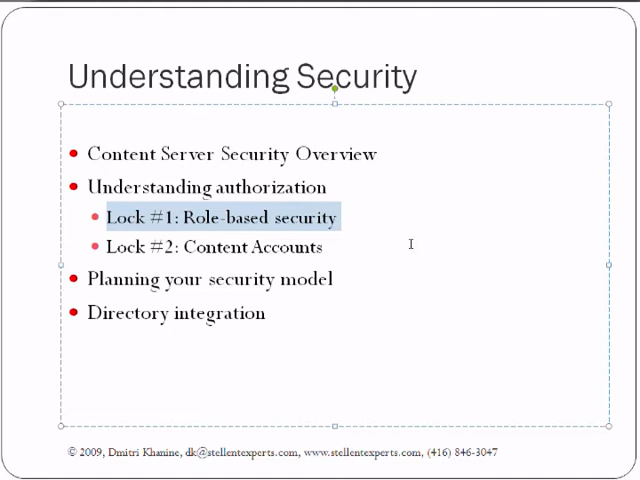 Understanding Security
Content Server Security Overview
Understanding authorization
Lock #1: Role-based security
Lock #2: Content Accounts
Planning your security model
Directory integration
© 2009, Dmitri Khanine, dk@stellentexperts.com, www.stellentexperts.com, (416) 846-3047